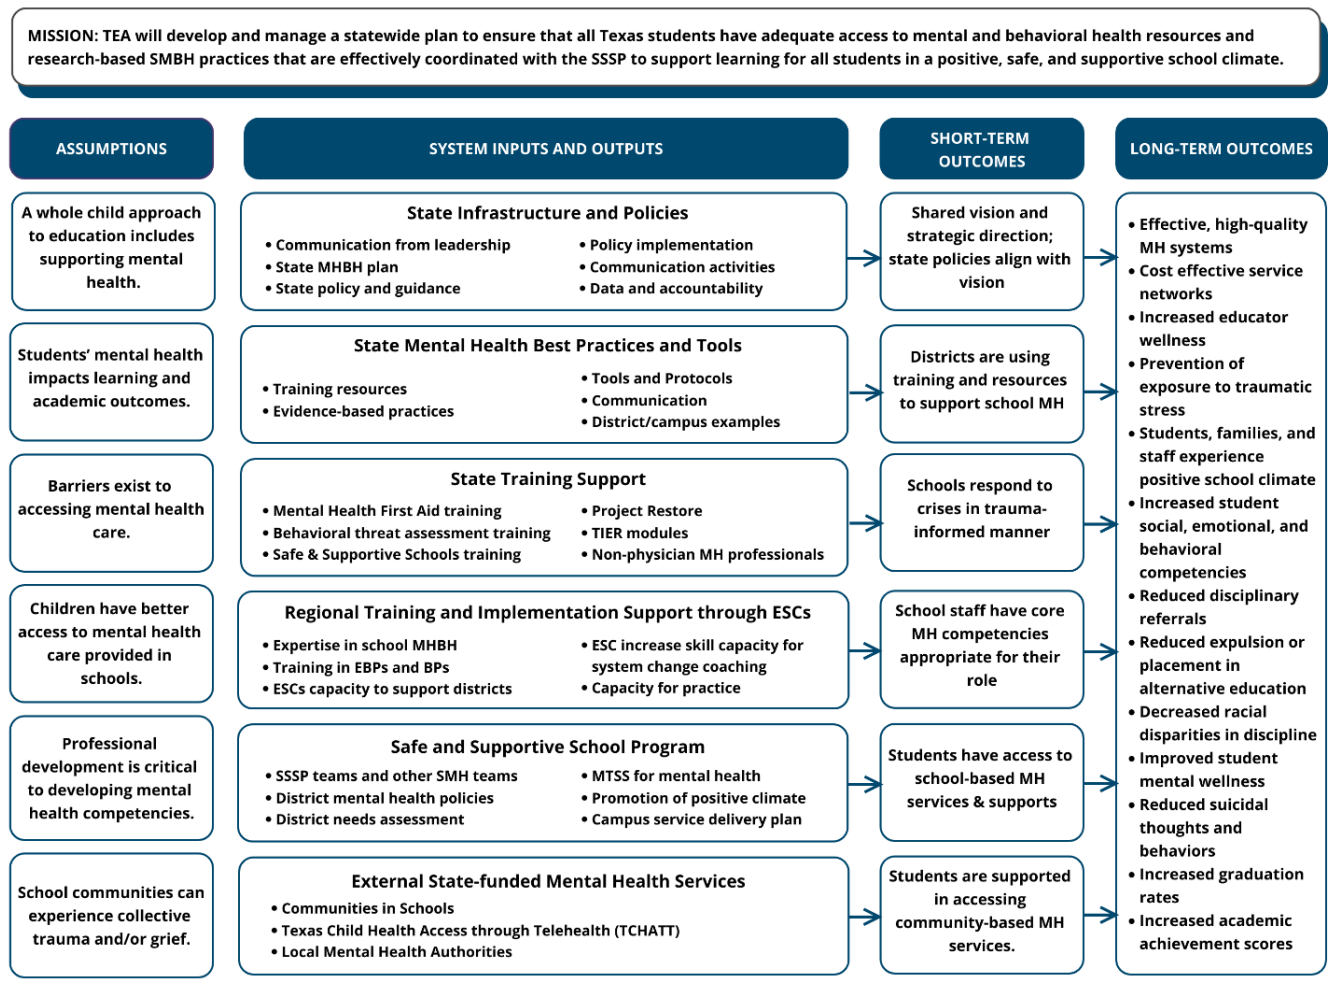 MISSION: TEA will develop and manage a statewide plan to ensure that all Texas students have adequate access to mental and behavioral health resources and
research-based SMBH practices that are effectively coordinated with the SSSP to support learning for all students in a positive, safe, and supportive school climate.
ASSUMPTIONS
A whole child approach
to education includes
supporting mental
health.
Students’ mental health
impacts learning and
academic outcomes.
Barriers exist to
accessing mental health
care.
Children have better
access to mental health
care provided in
schools.
Professional
development is critical
to developing mental
health competencies.
School communities can
experience collective
trauma and/or grief.
SYSTEM INPUTS AND OUTPUTS
State Infrastructure and Policies
• Communication from leadership
• State MHBH plan
• State policy and guidance
• Policy implementation
• Communication activities
• Data and accountability
State Mental Health Best Practices and Tools
• Training resources
• Evidence-based practices
• Tools and Protocols
• Communication
• District/campus examples
State Training Support
• Mental Health First Aid training
• Behavioral threat assessment training
• Safe & Supportive Schools training
• Project Restore
• TIER modules
• Non-physician MH professionals
Regional Training and Implementation Support through ESCs
• Expertise in school MHBH
• Training in EBPs and BPs
• ESCs capacity to support districts
• ESC increase skill capacity for
system change coaching
• Capacity for practice
Safe and Supportive School Program
• SSSP teams and other SMH teams
• District mental health policies
• District needs assessment
• MTSS for mental health
• Promotion of positive climate
• Campus service delivery plan
External State-funded Mental Health Services
• Communities in Schools
• Texas Child Health Access through Telehealth (TCHATT)
• Local Mental Health Authorities
SHORT-TERM
OUTCOMES
Shared vision and
strategic direction;
state policies align with
vision
Districts are using
training and resources
to support school MH
Schools respond to
crises in trauma-
informed manner
School staff have core
MH competencies
appropriate for their
role
Students have access to
school-based MH
services & supports
Students are supported
in accessing
community-based MH
services.
LONG-TERM OUTCOMES
• Effective, high-quality
MH systems
• Cost effective service
networks
• Increased educator
wellness
• Prevention of
exposure to traumatic
stress
• Students, families, and
staff experience
positive school climate
• Increased student
social, emotional, and
behavioral
competencies
• Reduced disciplinary
referrals
• Reduced expulsion or
placement in
alternative education
• Decreased racial
disparities in discipline
• Improved student
mental wellness
• Reduced suicidal
thoughts and
behaviors
• Increased graduation
rates
• Increased academic
achievement scores